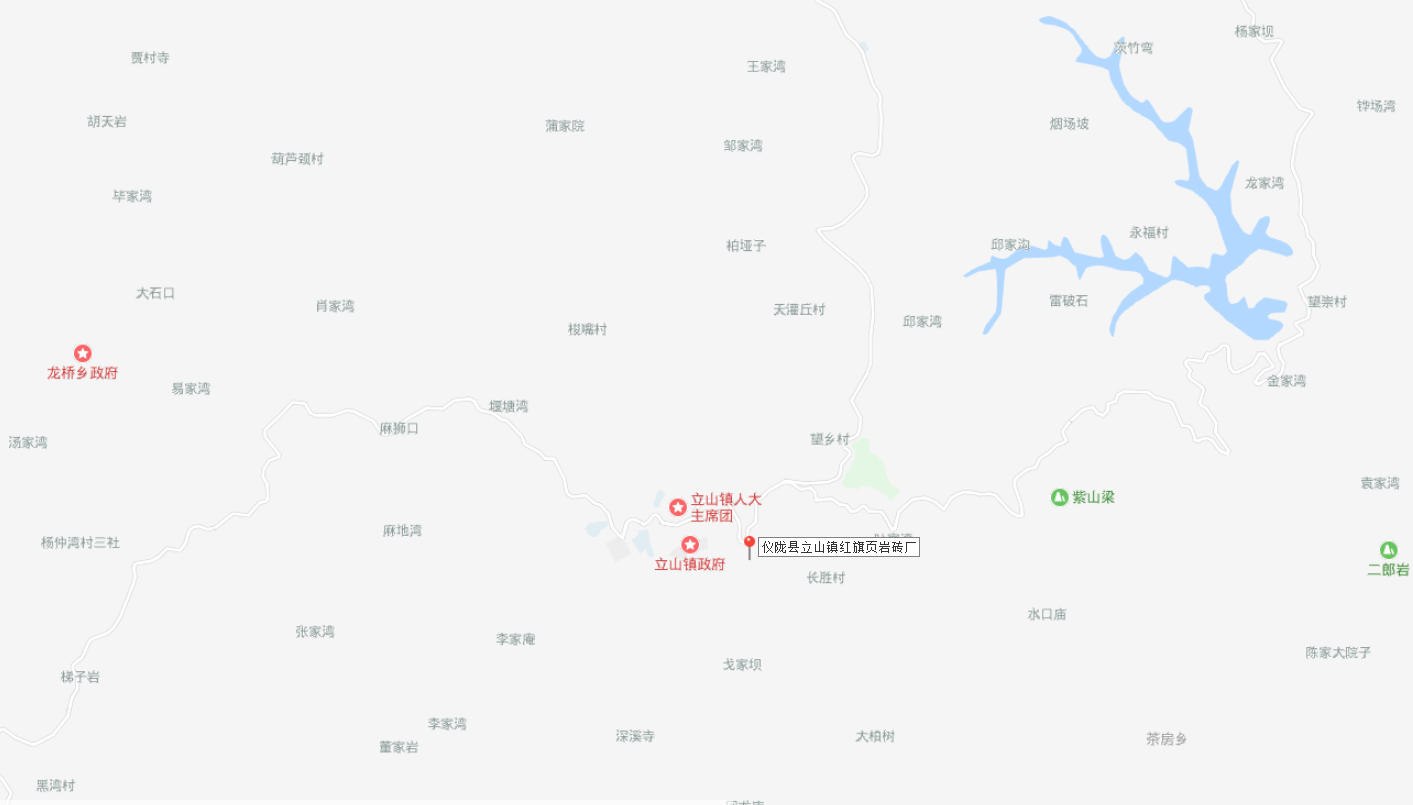 杨家坝
茨竹弯
贾村寺
王家湾
铧场湾
胡天岩
蒲家院
烟场坡
邹家湾
葫芦颈村
龙家湾
毕家湾
永福村
邱家沟
柏垭子
大石口
雷破石
望崇村
肖家湾
天灌丘村
邱家湾
梭嘴村
龙桥乡政府
金家湾
易家湾
堰塘湾
麻狮口
望乡村
汤家湾
袁家湾
紫山梁
立山镇人大
主席团
麻地湾
杨仲湾村三社
仪陇县立山镇红旗页岩砖厂
立山镇政府
二郎岩
长胜村
水口庙
张家湾
李家庵
陈家大院子
戈家坝
梯子岩
李家湾
深溪寺
大柏树
茶房乡
董家岩
黑湾村